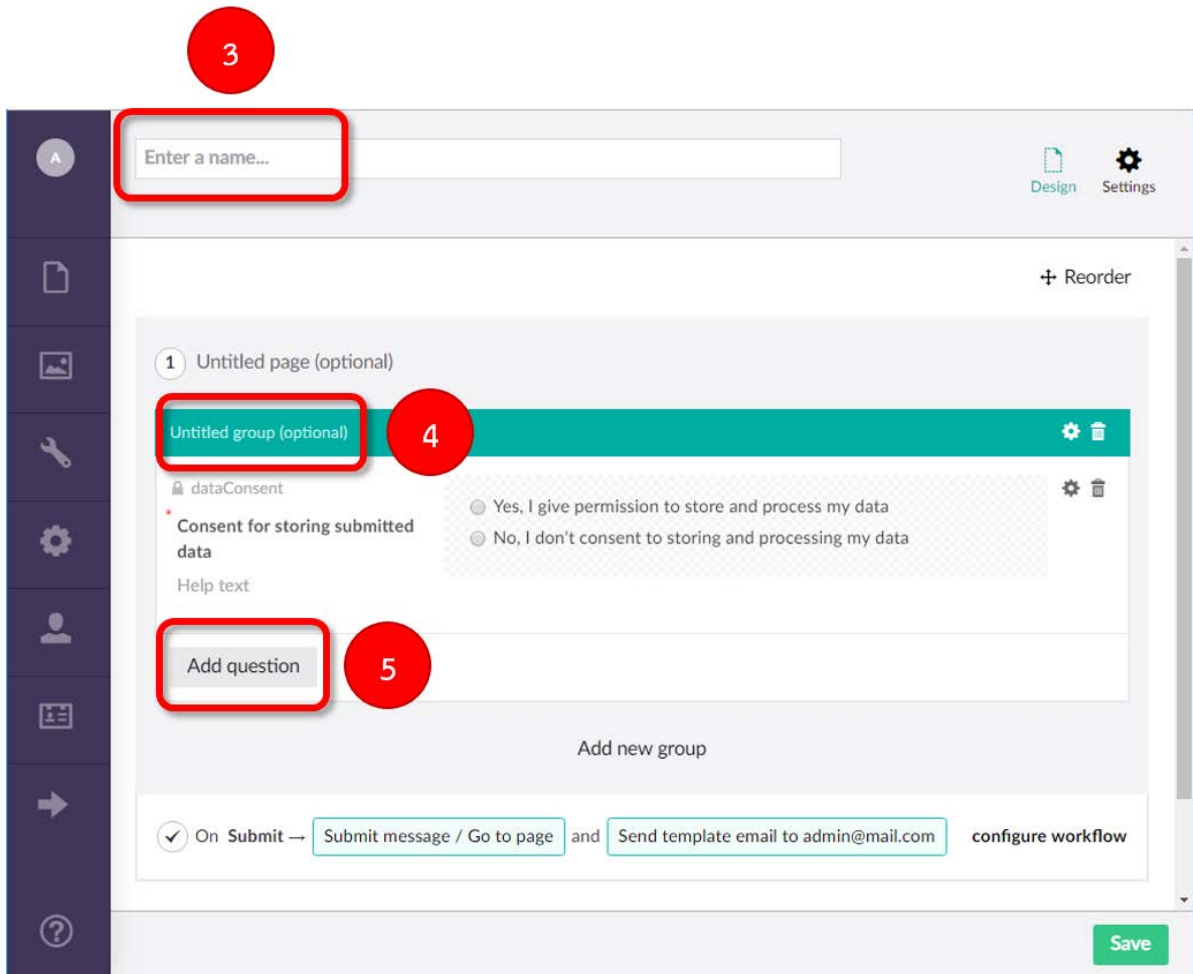 3
A
Enter a name...
Design
Settings
Reorder
1
Untitled page (optional)
Untitled group (optional)
4
dataConsent
*
Consent for storing submitted
data
Help text
Yes, I give permission to store and process my data
No, I don't consent to storing and processing my data
Add question
5
Add new group
On Submit → Submit message / Go to page and Send template email to admin@mail.com configure workflow
?
Save